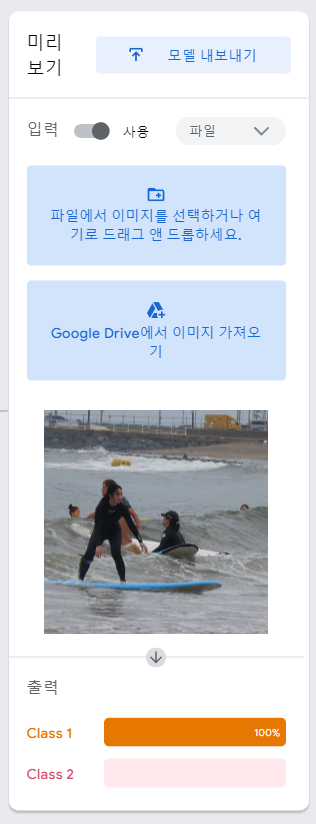 미리
보기
모델 내보내기
입력
사용
파일
파일에서 이미지를 선택하거나 여
기로 드래그 앤 드롭하세요.
Google Drive에서 이미지 가져오
기
출력
Class 1
100%
Class 2